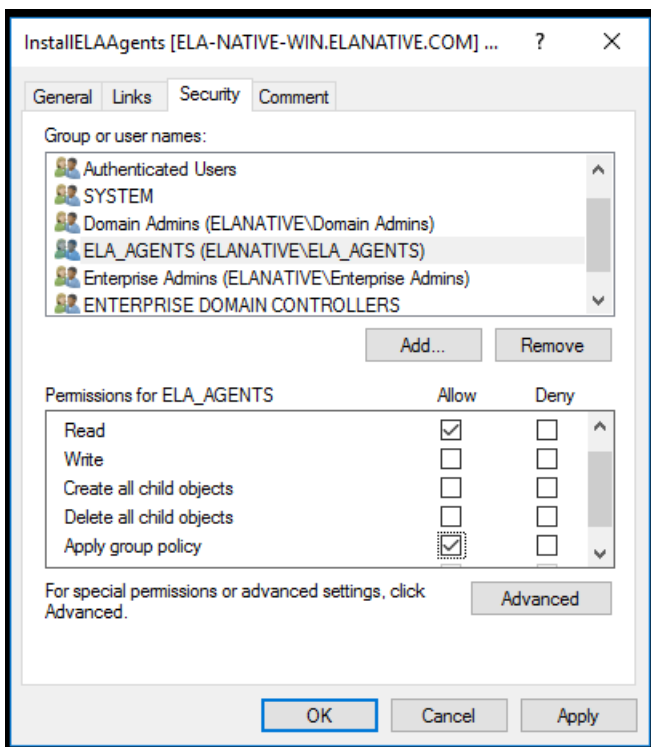 InstallELAAgents [ELA-NATIVE-WIN.ELANATIVE.COM] ... ? ×
General Links Security Comment
Group or user names:
Authenticated Users
SYSTEM
Domain Admins (ELANATIVE\Domain Admins)
ELA_AGENTS (ELANATIVE\ELA_AGENTS)
Enterprise Admins (ELANATIVE\Enterprise Admins)
ENTERPRISE DOMAIN CONTROLLERS
Add... Remove
Permissions for ELA_AGENTS Allow Deny
Read
Write
Create all child objects
Delete all child objects
Apply group policy
For special permissions or advanced settings, click
Advanced.
Advanced
OK Cancel Apply